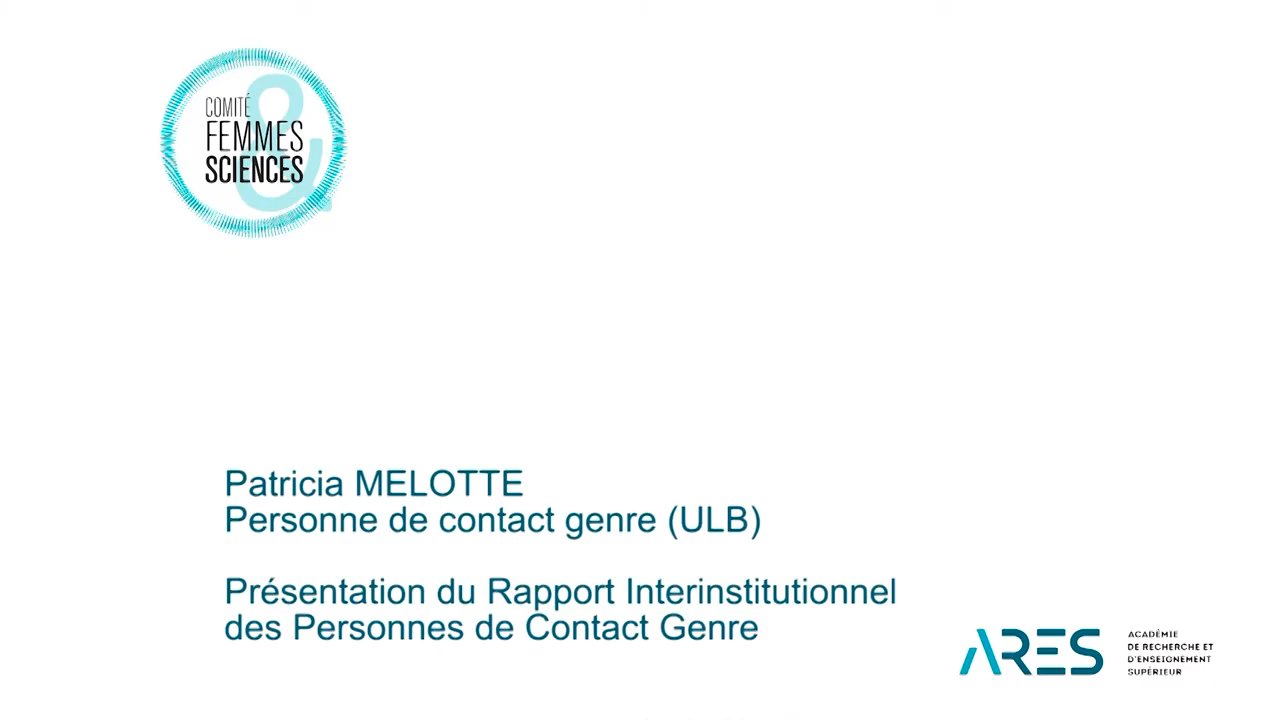 COMITÉ
FEMMES
&
SCIENCES
Patricia MELOTTE
Personne de contact genre (ULB)
Présentation du Rapport Interinstitutionnel
des Personnes de Contact Genre
ARES
ACADÉMIE
DE RECHERCHE ET
D'ENSEIGNEMENT
SUPÉRIEUR